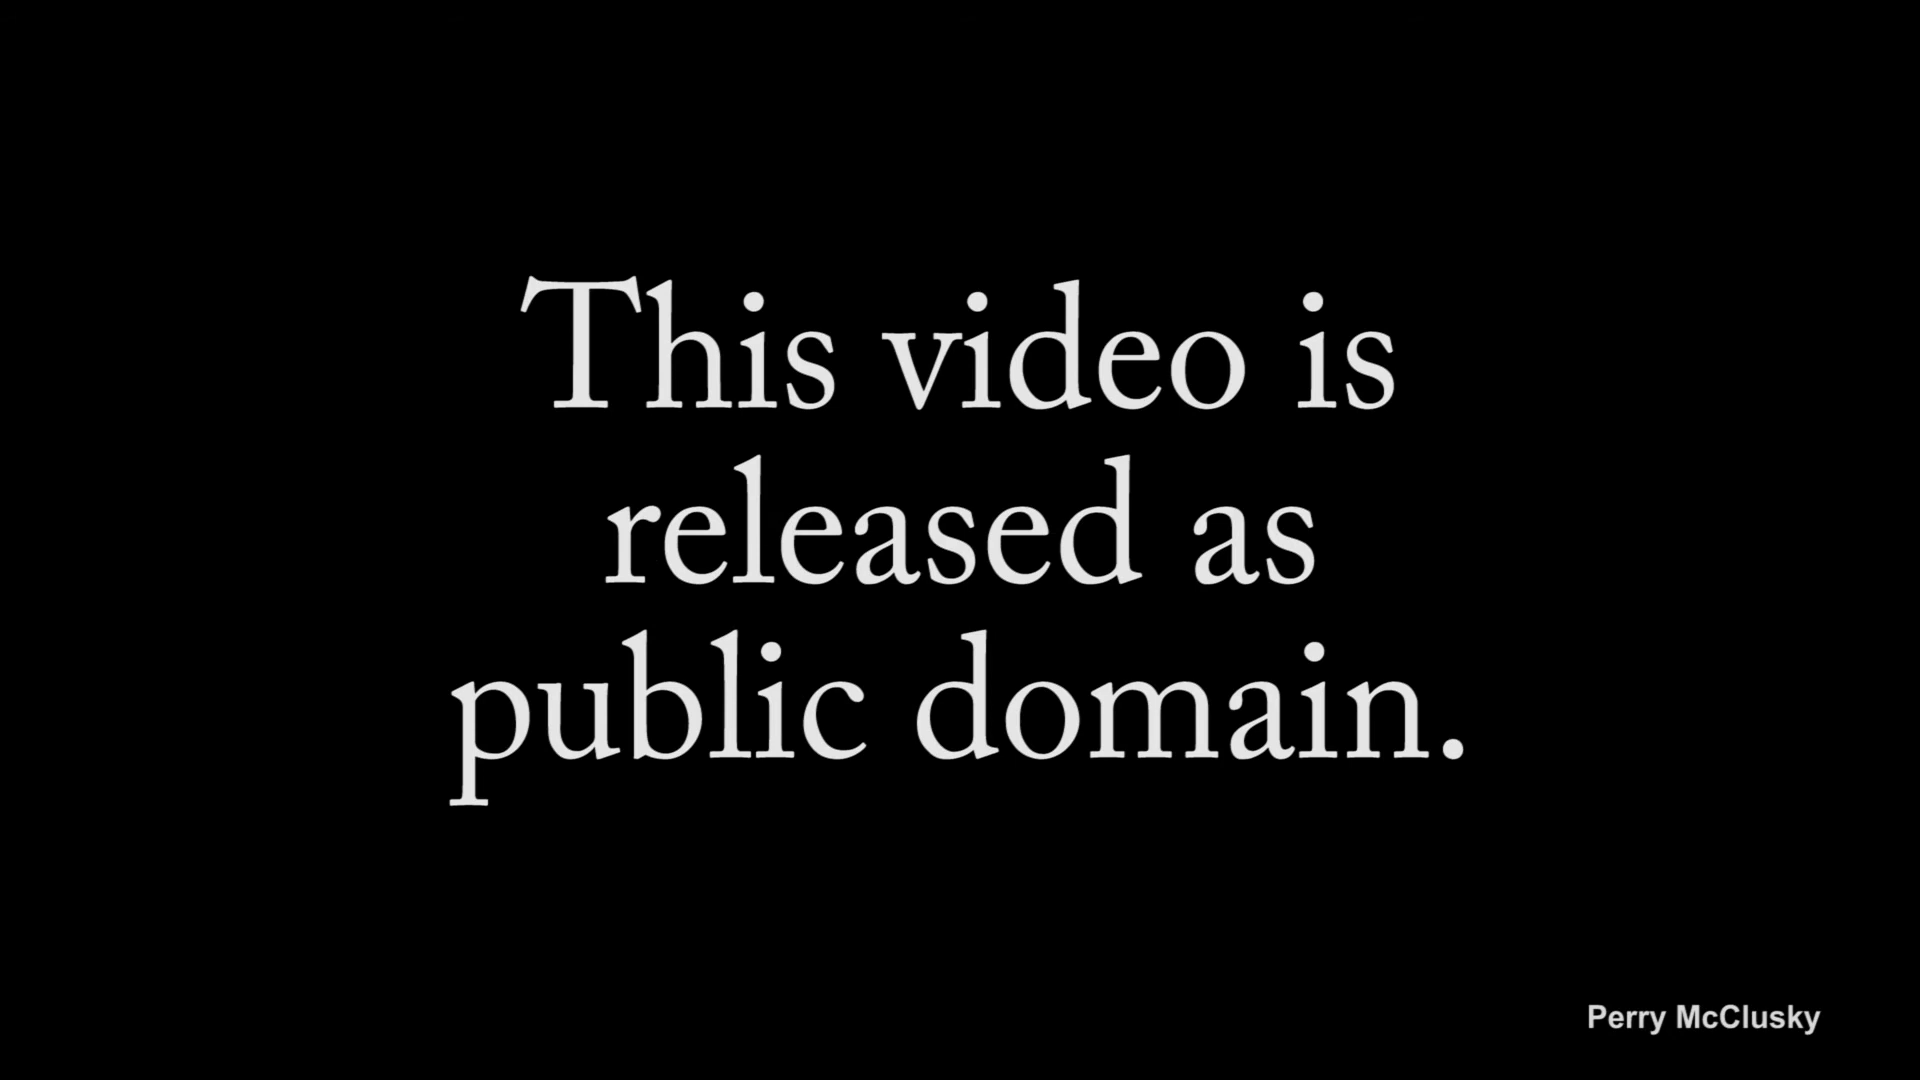 This video is
released as
public domain.
Perry McClusky